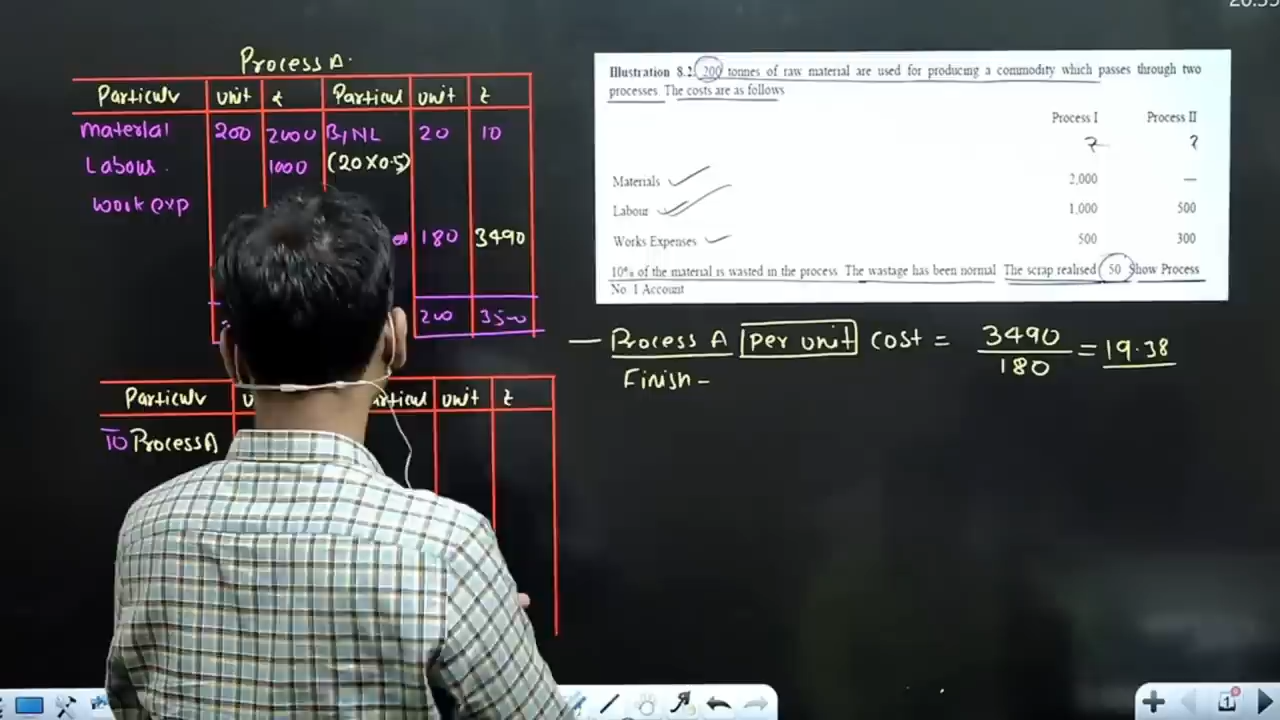 Process A.
Particulr unit ₹ Particul unit ₹
Material 200 2000 By NL 20 10
Labour. 1000 (20×0.5)
Work exp
180 3490
200 3500
Particulr
unit ₹
To Process A
Illustration 8.2. 200 tonnes of raw material are used for producing a commodity which passes through two
processes. The costs are as follows
Process I Process II
₹ ₹
Materials 2,000 —
Labour 1,000 500
Works Expenses 500 300
10% of the material is wasted in the process. The wastage has been normal. The scrap realised 50. Show Process
No. 1 Account
— Process A per unit cost = 3490/180 = 19.38
Finish -
1